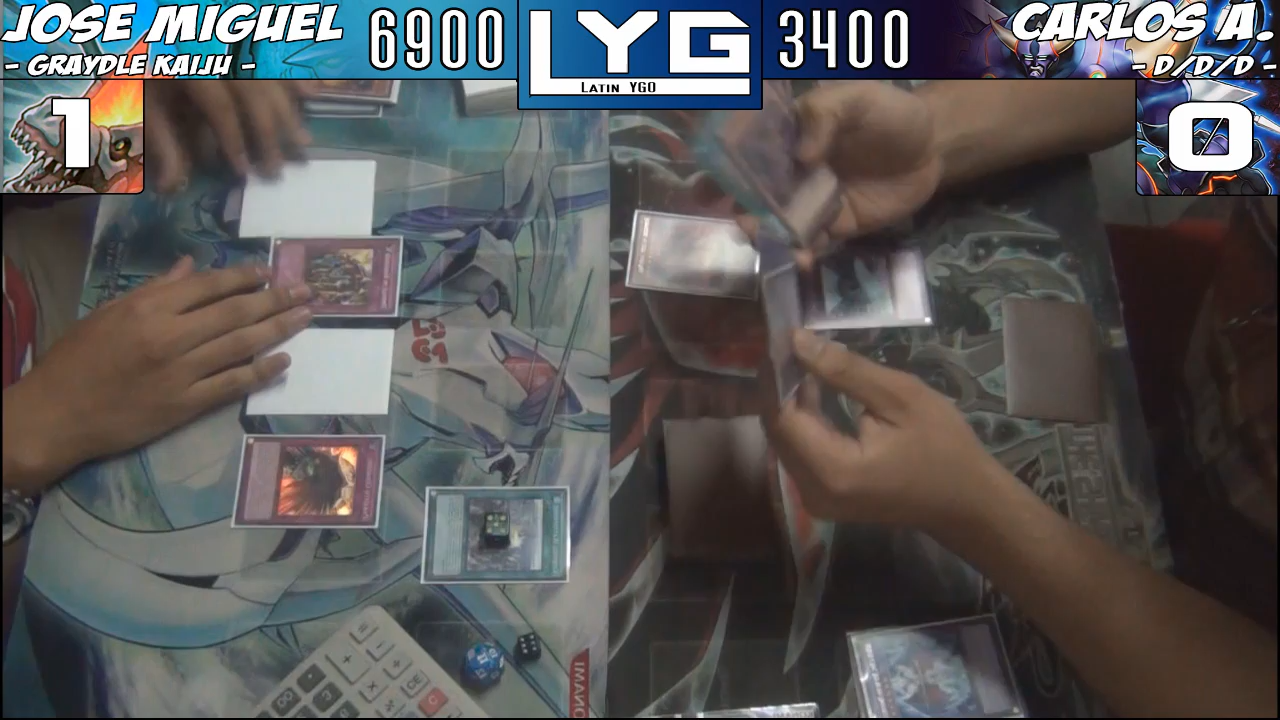 JOSE MIGUEL
- GRAYDLE KAIJU -
6900
LYG
LATIN YGO
3400
CARLOS A.
- D/D/D -
1
0